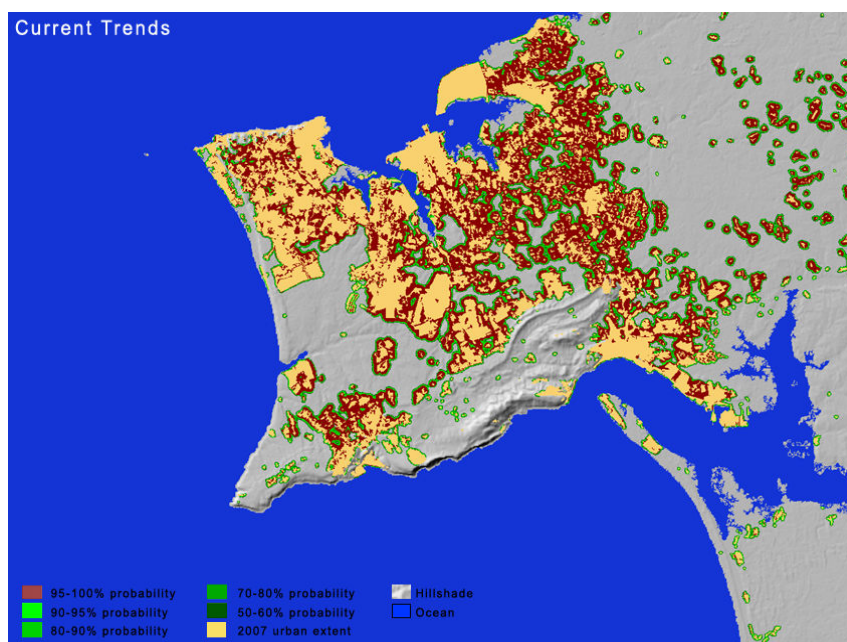 Current Trends
95-100% probability
90-95% probability
80-90% probability
70-80% probability
50-60% probability
2007 urban extent
Hillshade
Ocean